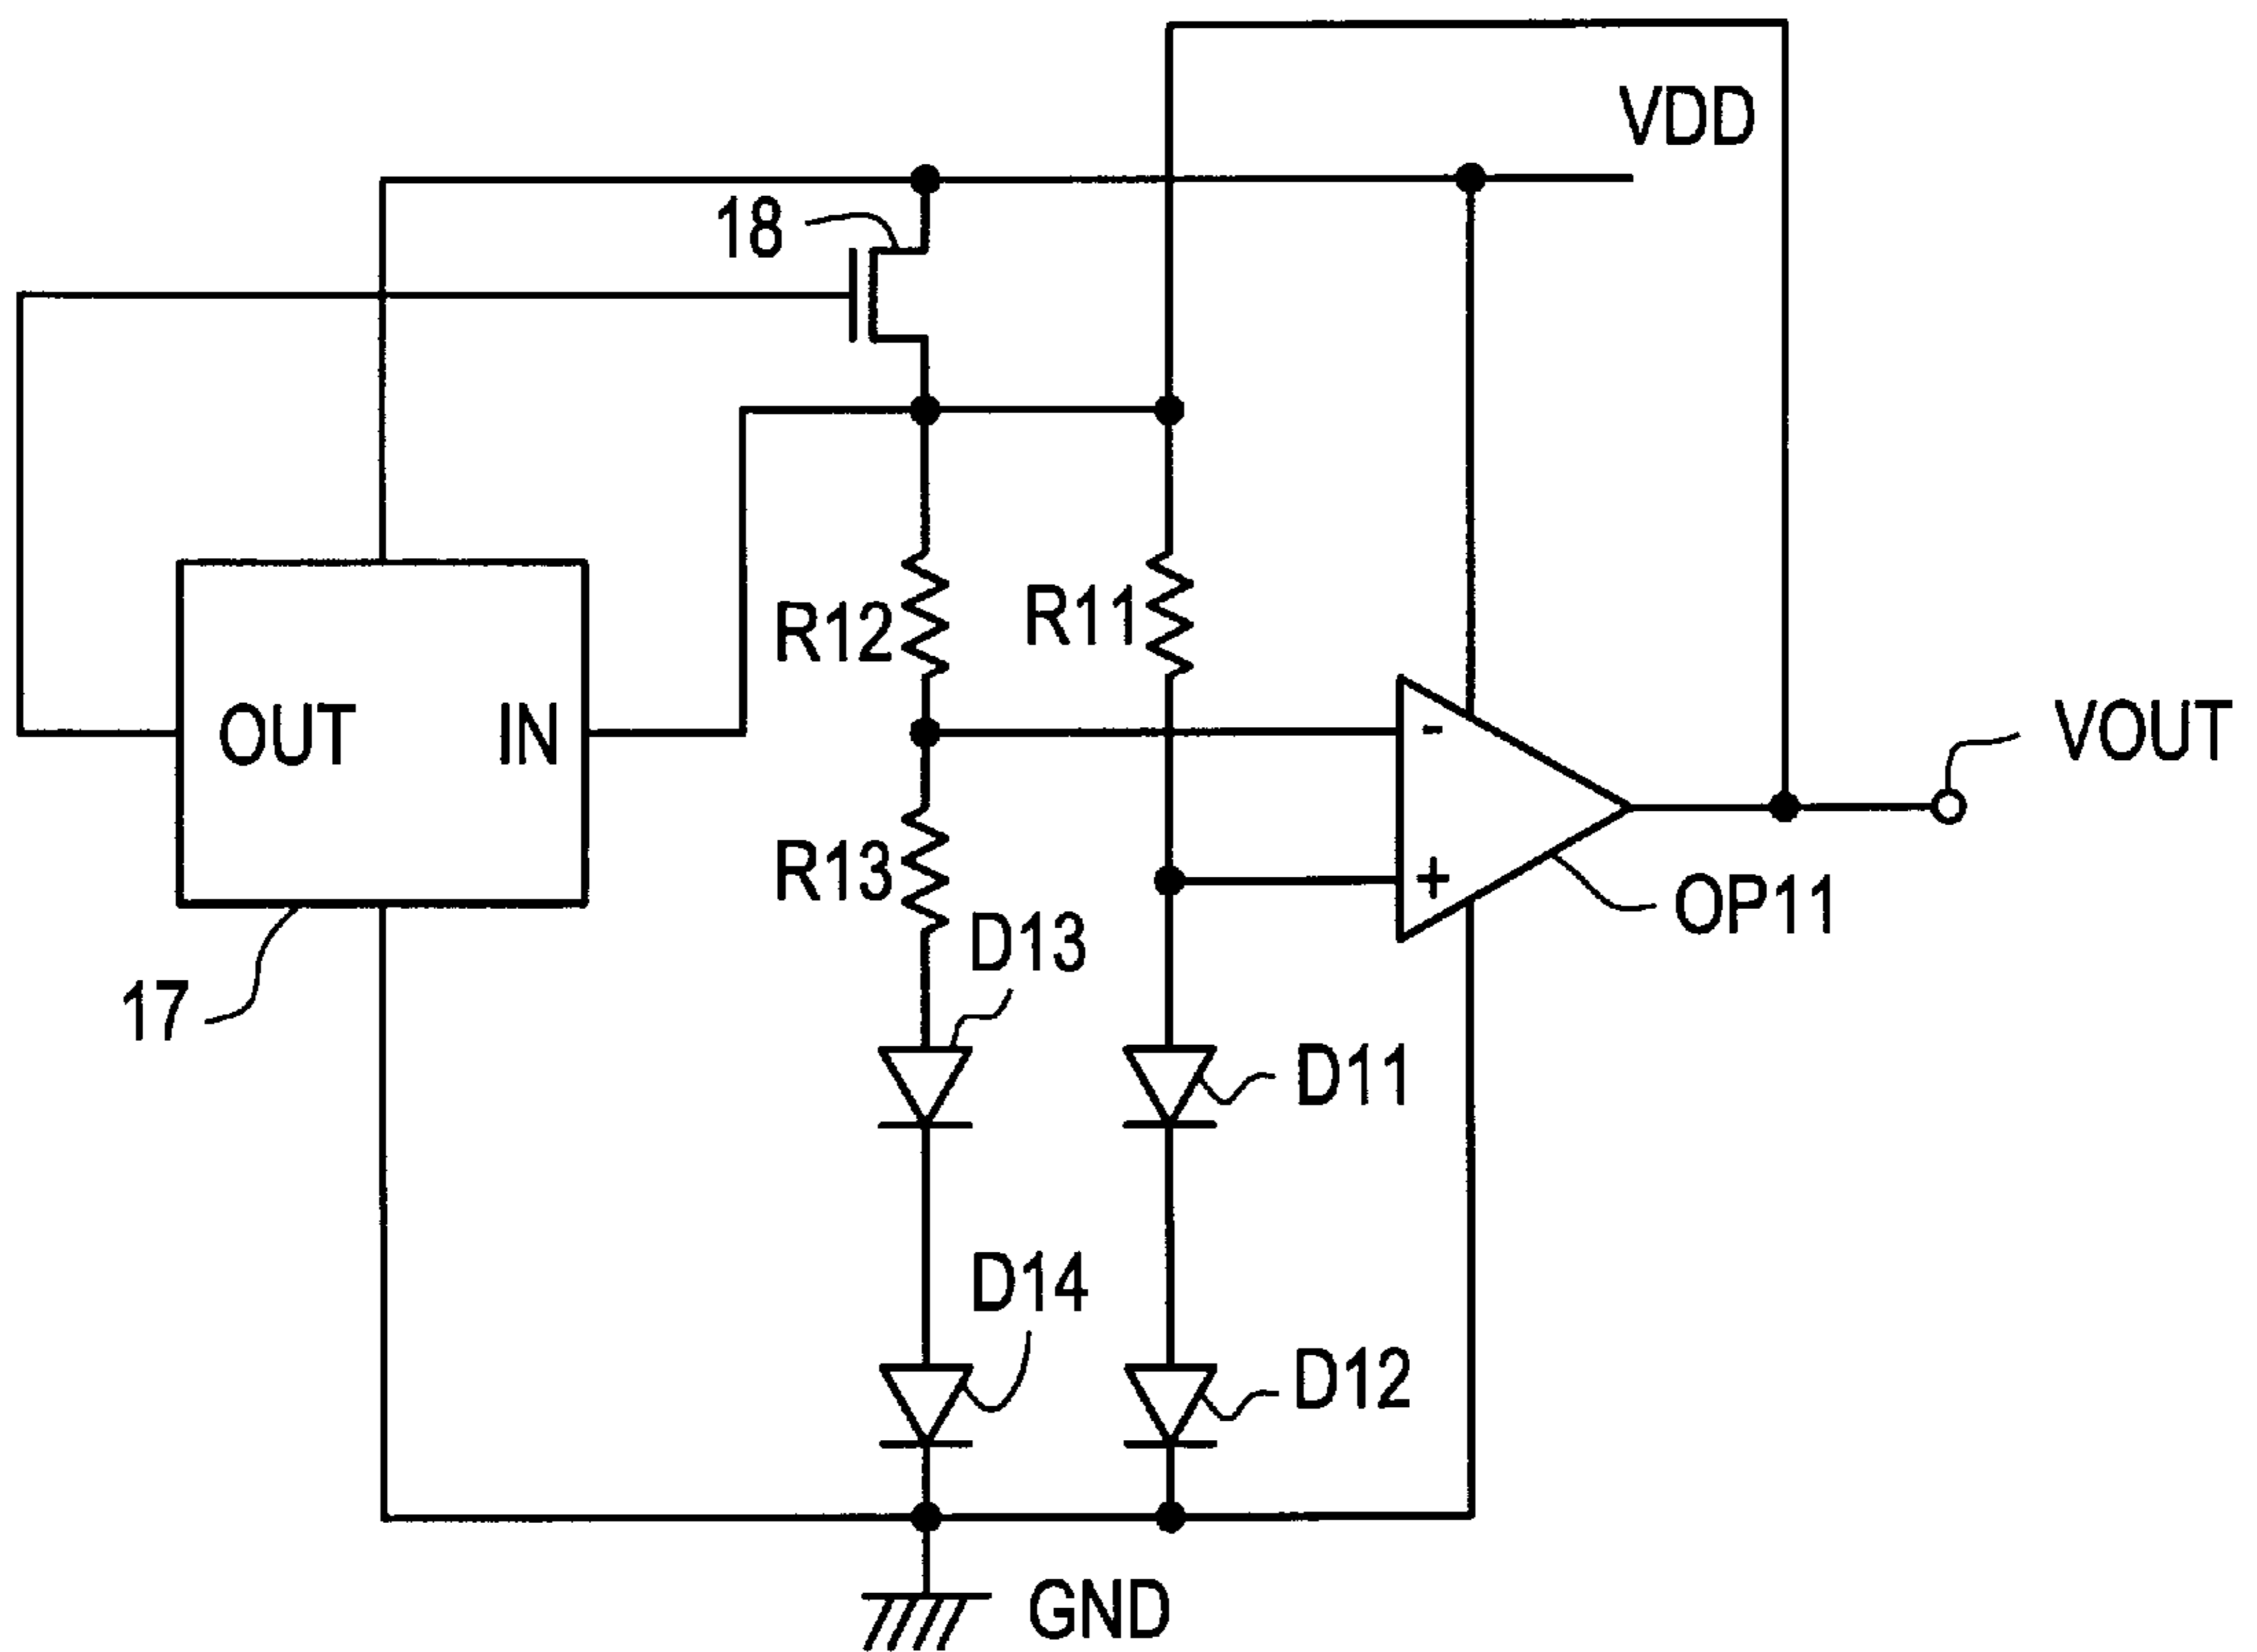 VDD
18
R12
R11
OUT
IN
-
VOUT
R13
+
OP11
D13
17
D11
D14
D12
GND